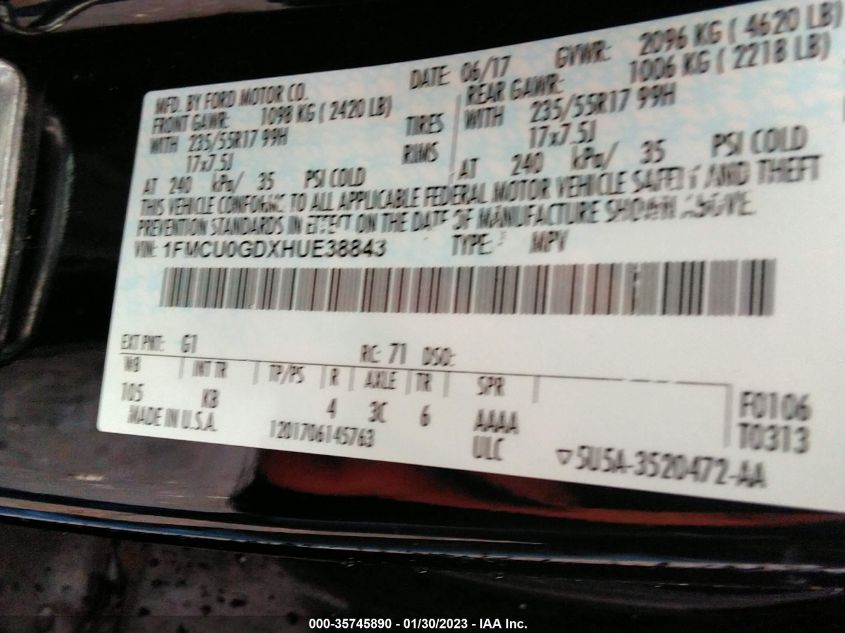 MFD. BY FORD MOTOR CO. DATE: 06/17 GVWR: 2096 KG ( 4620 LB)
FRONT GAWR: 1098 KG ( 2420 LB) REAR GAWR: 1006 KG ( 2218 LB)
WITH 235/55R17 99H TIRES WITH 235/55R17 99H
17x7.5J RIMS 17x7.5J
AT 240 kPa/ 35 PSI COLD AT 240 kPa/ 35 PSI COLD
THIS VEHICLE CONFORMS TO ALL APPLICABLE FEDERAL MOTOR VEHICLE SAFETY AND THEFT
PREVENTION STANDARDS IN EFFECT ON THE DATE OF MANUFACTURE SHOWN ABOVE.
VIN: 1FMCU0GDXHUE38843 TYPE: MPV
EXT PNT: G1 RC: 71 DSO:
WB INT TR TP/PS R AXLE TR SPR
105 KB 4 3C 6 AAAA F0106
MADE IN U.S.A. 1201706145763 ULC T0313
▽5U5A-3520472-AA
000-35745890 - 01/30/2023 - IAA Inc.